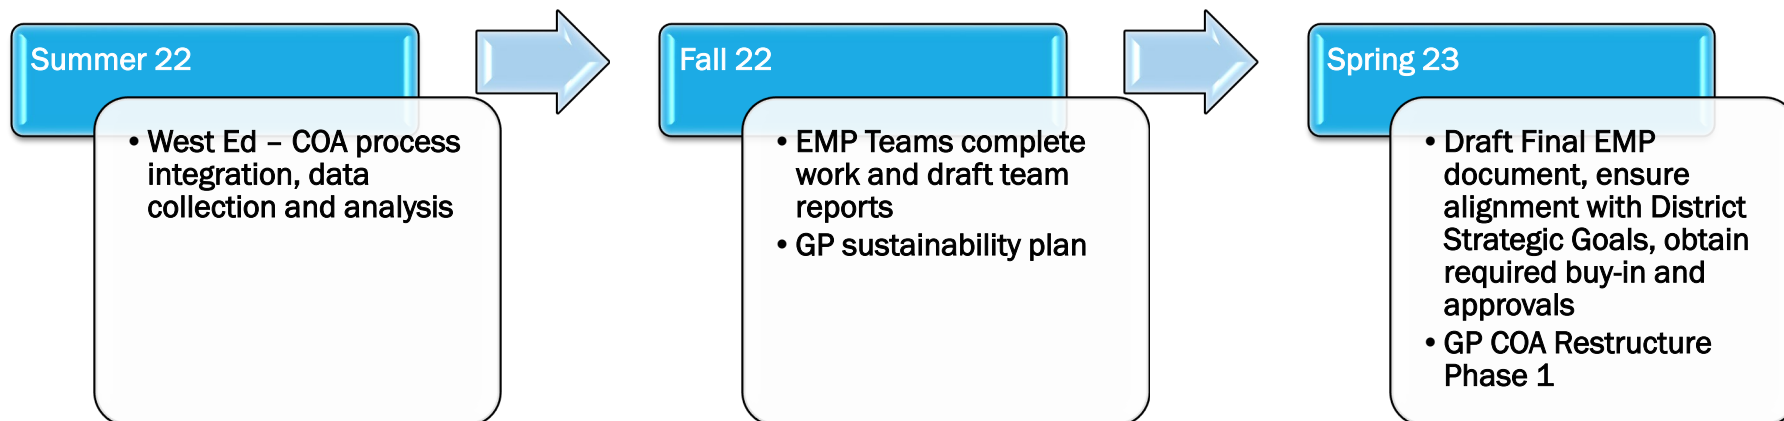 Summer 22
• West Ed – COA process
integration, data
collection and analysis
Fall 22
• EMP Teams complete
work and draft team
reports
• GP sustainability plan
Spring 23
• Draft Final EMP
document, ensure
alignment with District
Strategic Goals, obtain
required buy-in and
approvals
• GP COA Restructure
Phase 1